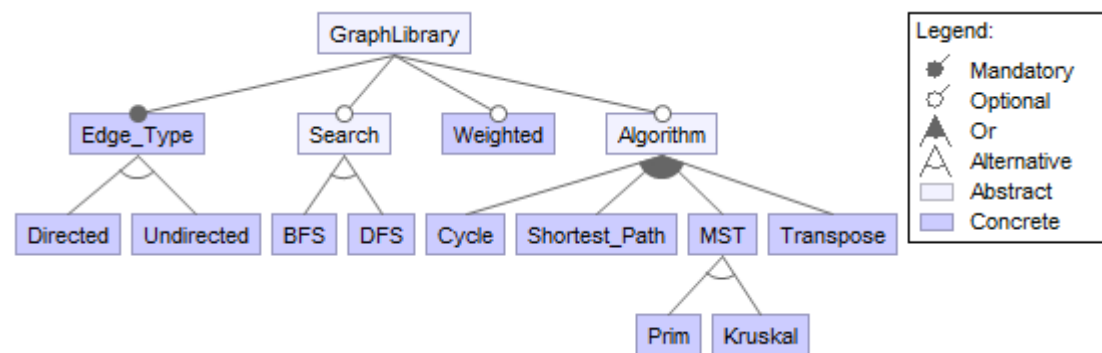 GraphLibrary
Edge_Type
Search
Weighted
Algorithm
Directed
Undirected
BFS
DFS
Cycle
Shortest_Path
MST
Transpose
Prim
Kruskal
Legend:
Mandatory
Optional
Or
Alternative
Abstract
Concrete